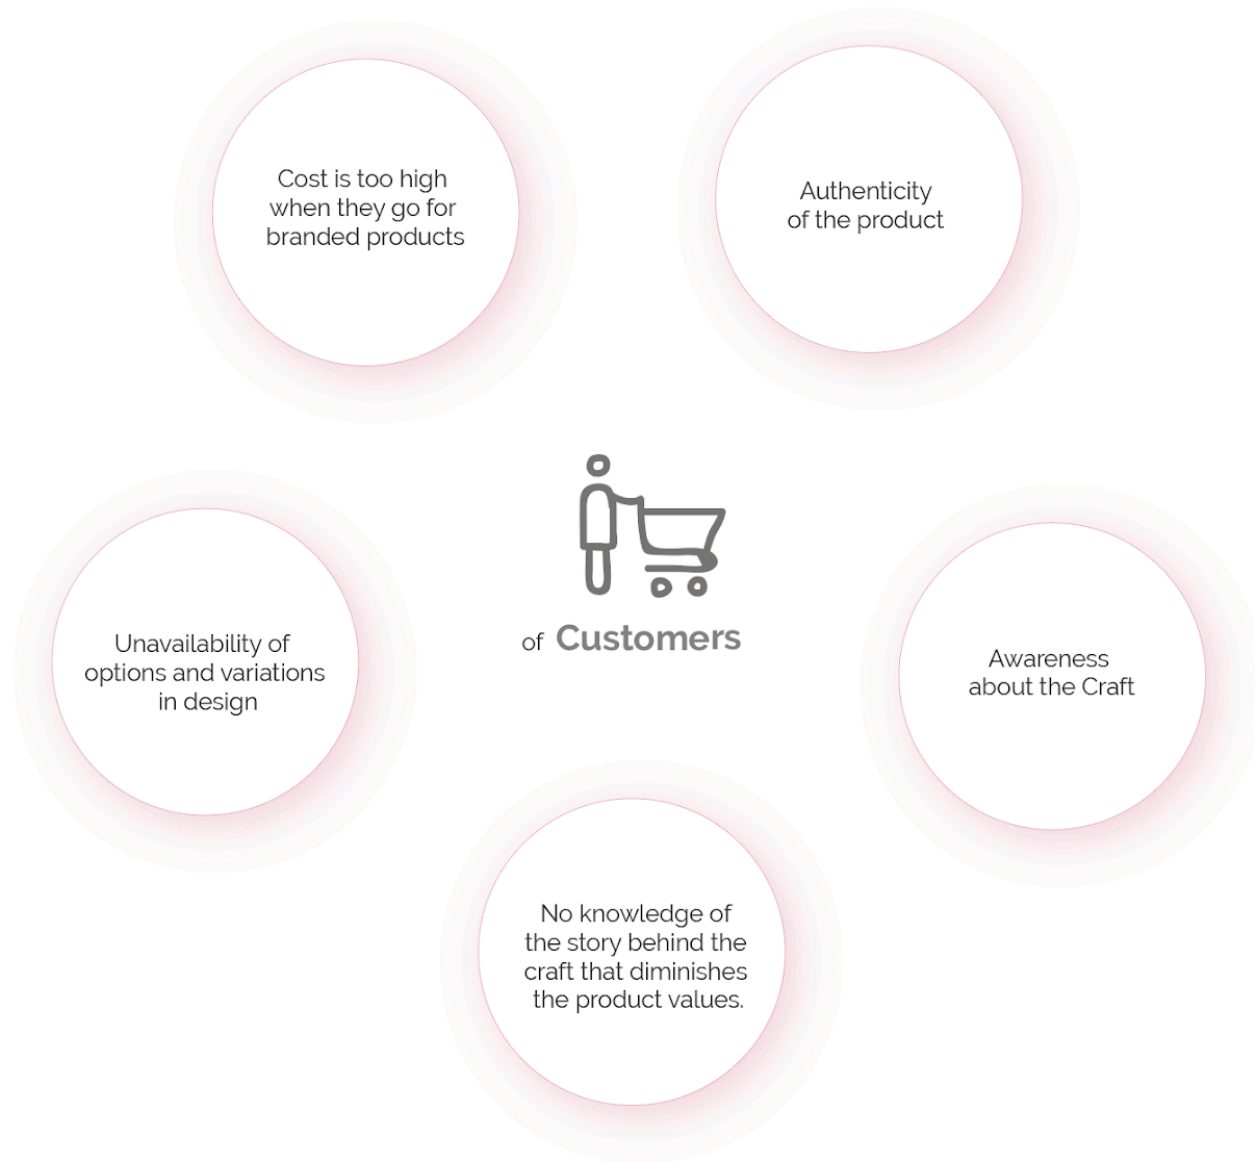 Cost is too high
when they go for
branded products
Authenticity
of the product
of Customers
Unavailability of
options and variations
in design
Awareness
about the Craft
No knowledge of
the story behind the
craft that diminishes
the product values.